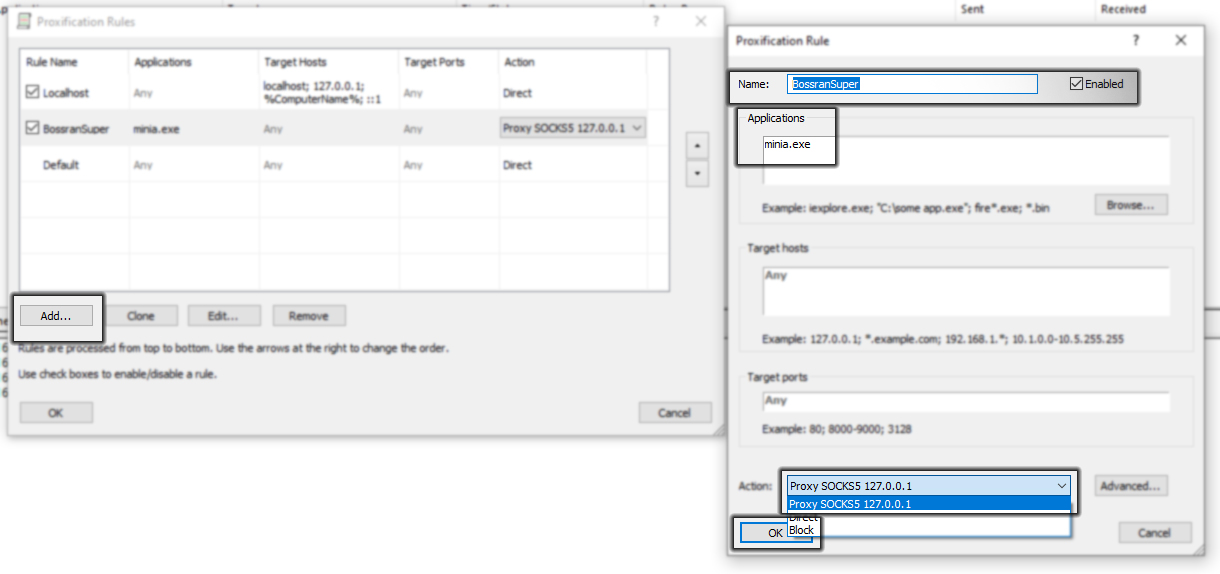 Sent Received
Proxification Rules
?
Rule Name Applications Target Hosts Target Ports Action
Localhost Any localhost; 127.0.0.1; Any Direct
%ComputerName%; ::1
BossranSuper minia.exe Any Any Proxy SOCKS5 127.0.0.1
Default Any Any Any Direct
Add... Clone Edit... Remove
Rules are processed from top to bottom. Use the arrows at the right to change the order.
Use check boxes to enable/disable a rule.
OK Cancel
Proxification Rule
?
Name: BossranSuper Enabled
Applications
minia.exe
Example: iexplore.exe; "C:\some app.exe"; fire*.exe; *.bin Browse...
Target hosts
Any
Example: 127.0.0.1; *.example.com; 192.168.1.*; 10.1.0.0-10.5.255.255
Target ports
Any
Example: 80; 8000-9000; 3128
Action: Proxy SOCKS5 127.0.0.1 Advanced...
Proxy SOCKS5 127.0.0.1
Direct
Block
OK Cancel